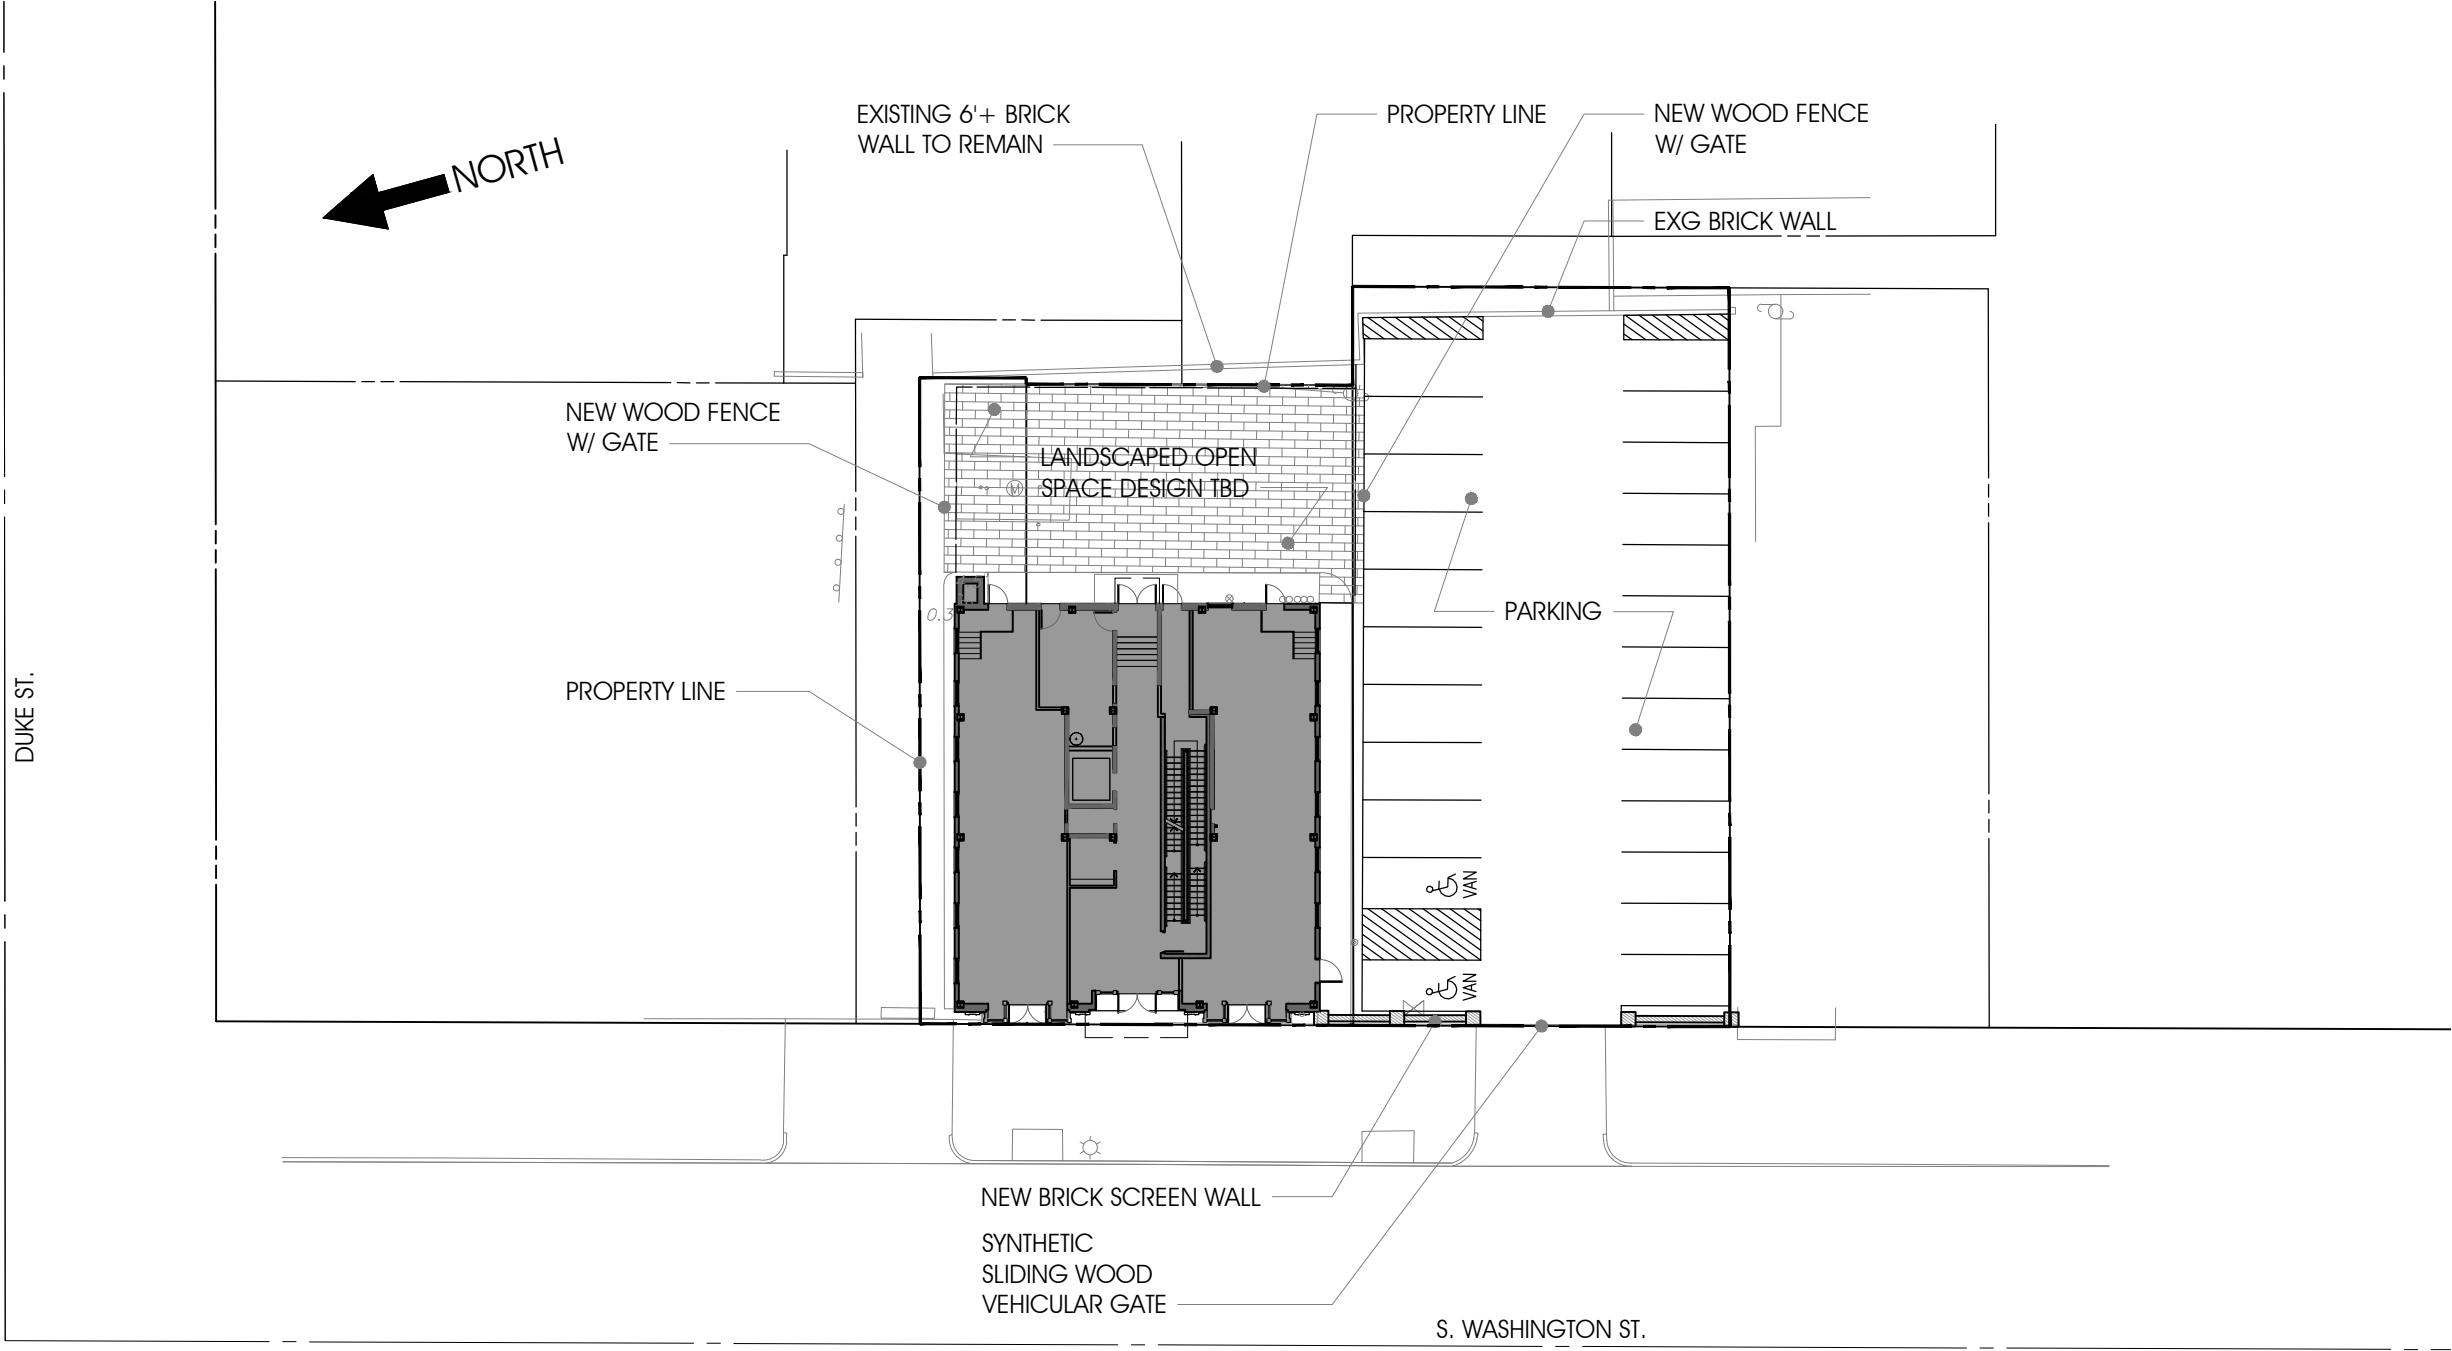 EXISTING 6'+ BRICK
WALL TO REMAIN
PROPERTY LINE
NEW WOOD FENCE
W/ GATE
NORTH
EXG BRICK WALL
NEW WOOD FENCE
W/ GATE
LANDSCAPED OPEN
SPACE DESIGN TBD
M
PARKING
0.3
PROPERTY LINE
DUKE ST.
VAN
VAN
NEW BRICK SCREEN WALL
SYNTHETIC
SLIDING WOOD
VEHICULAR GATE
S. WASHINGTON ST.